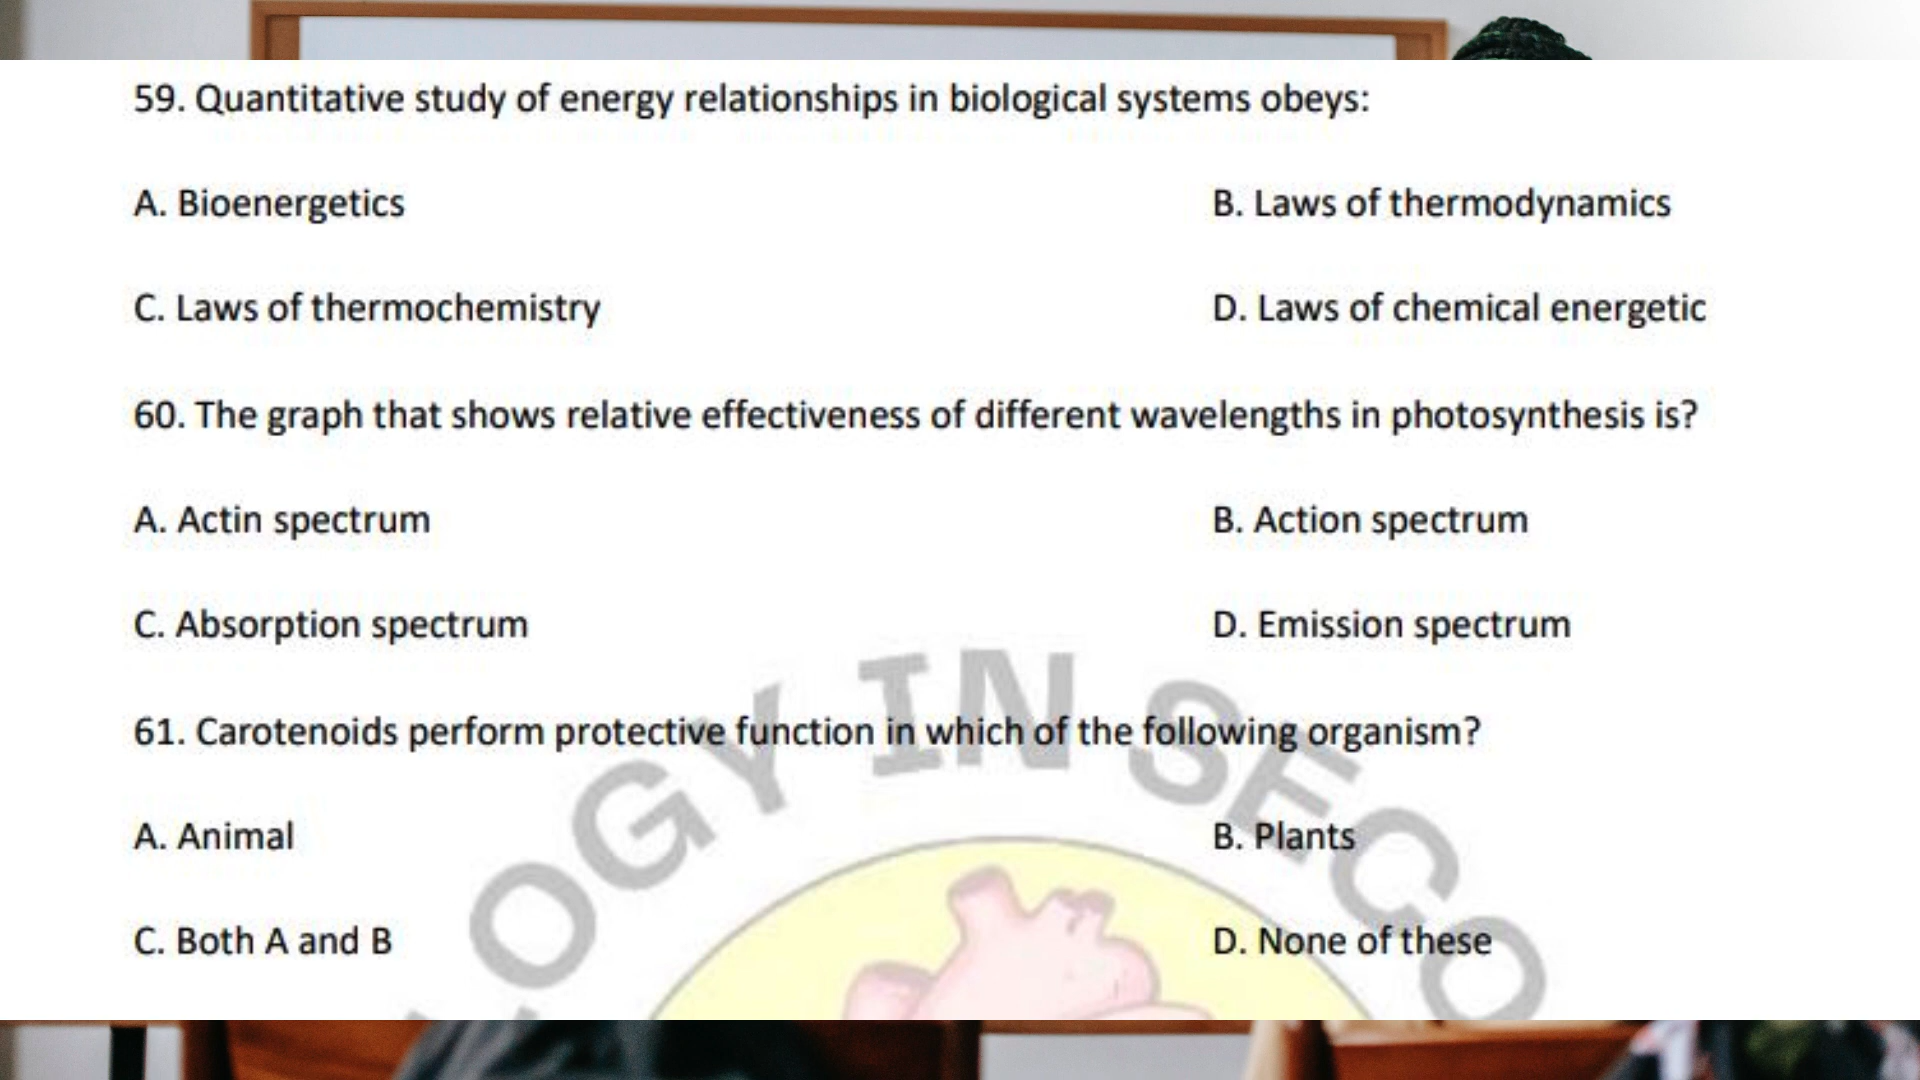 59. Quantitative study of energy relationships in biological systems obeys:
A. Bioenergetics B. Laws of thermodynamics
C. Laws of thermochemistry D. Laws of chemical energetic
60. The graph that shows relative effectiveness of different wavelengths in photosynthesis is?
A. Actin spectrum B. Action spectrum
C. Absorption spectrum D. Emission spectrum
61. Carotenoids perform protective function in which of the following organism?
A. Animal B. Plants
C. Both A and B D. None of these
LOGY IN SECO